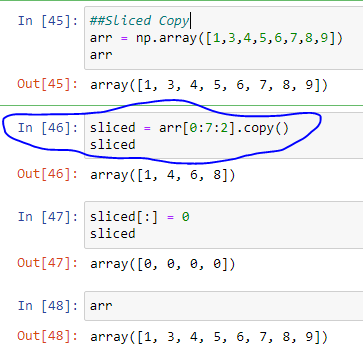 In [45]: ##Sliced Copy
arr = np.array([1,3,4,5,6,7,8,9])
arr
Out[45]: array([1, 3, 4, 5, 6, 7, 8, 9])
In [46]: sliced = arr[0:7:2].copy()
sliced
Out[46]: array([1, 4, 6, 8])
In [47]: sliced[:] = 0
sliced
Out[47]: array([0, 0, 0, 0])
In [48]: arr
Out[48]: array([1, 3, 4, 5, 6, 7, 8, 9])